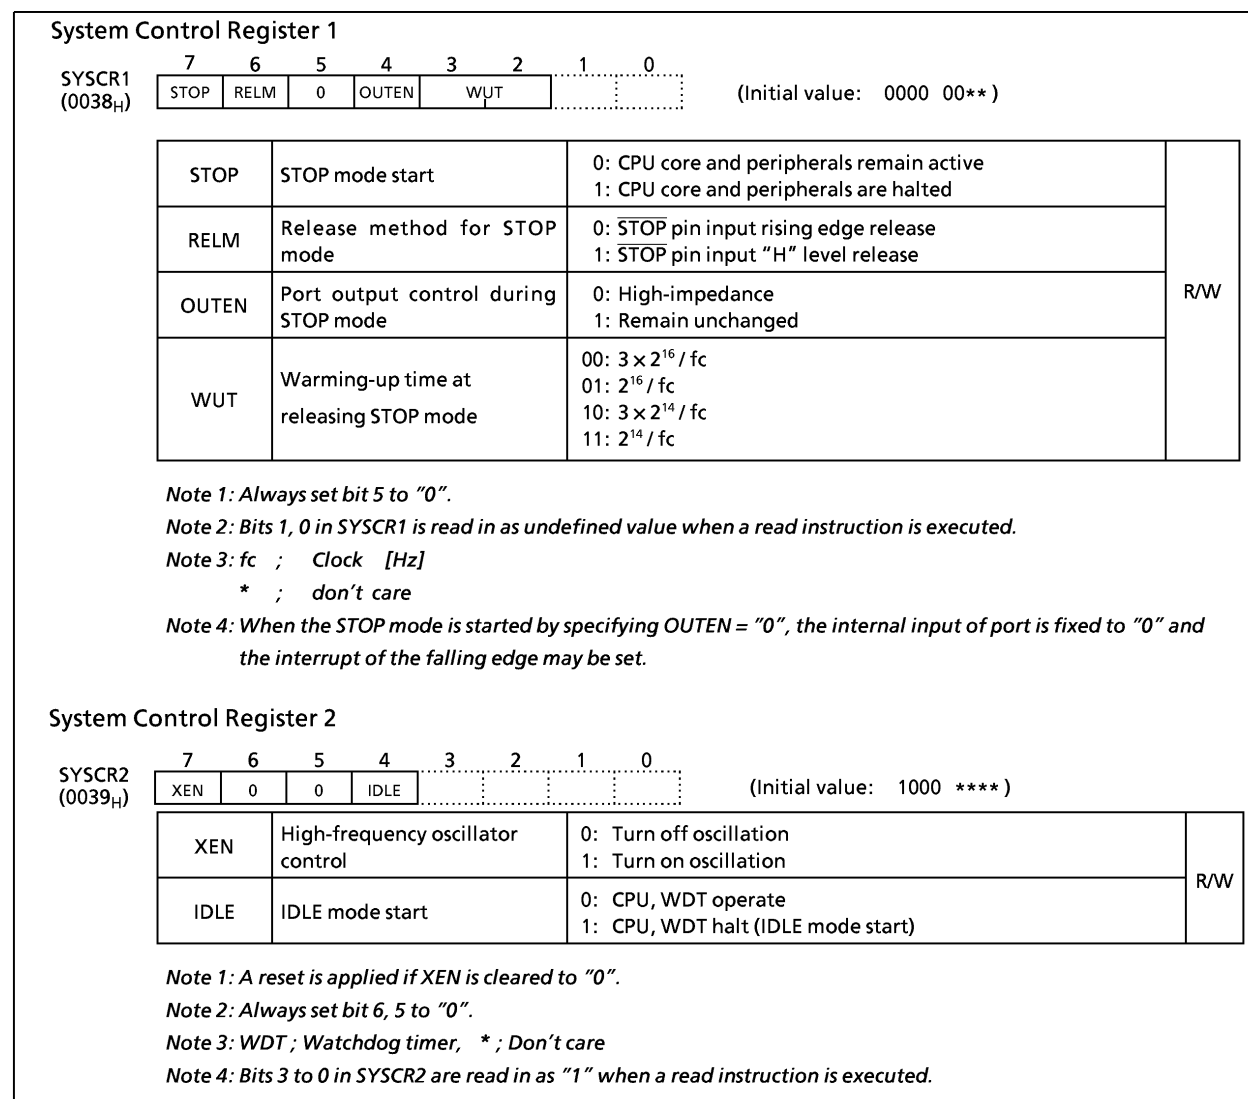 System Control Register 1
7 6 5 4 3 2 1 0
SYSCR1
(0038H)
STOP RELM 0 OUTEN WUT
(Initial value: 0000 00**)
STOP
STOP mode start
0: CPU core and peripherals remain active
1: CPU core and peripherals are halted
RELM
Release method for STOP
mode
0: STOP pin input rising edge release
1: STOP pin input "H" level release
OUTEN
Port output control during
STOP mode
0: High-impedance
1: Remain unchanged
WUT
Warming-up time at
releasing STOP mode
00: 3 × 2¹⁶ / fc
01: 2¹⁶ / fc
10: 3 × 2¹⁴ / fc
11: 2¹⁴ / fc
R/W
Note 1: Always set bit 5 to "0".
Note 2: Bits 1, 0 in SYSCR1 is read in as undefined value when a read instruction is executed.
Note 3: fc ; Clock [Hz]
* ; don't care
Note 4: When the STOP mode is started by specifying OUTEN = "0", the internal input of port is fixed to "0" and
the interrupt of the falling edge may be set.
System Control Register 2
7 6 5 4 3 2 1 0
SYSCR2
(0039H)
XEN 0 0 IDLE
(Initial value: 1000 ****)
XEN
High-frequency oscillator
control
0: Turn off oscillation
1: Turn on oscillation
IDLE
IDLE mode start
0: CPU, WDT operate
1: CPU, WDT halt (IDLE mode start)
R/W
Note 1: A reset is applied if XEN is cleared to "0".
Note 2: Always set bit 6, 5 to "0".
Note 3: WDT ; Watchdog timer, * ; Don't care
Note 4: Bits 3 to 0 in SYSCR2 are read in as "1" when a read instruction is executed.